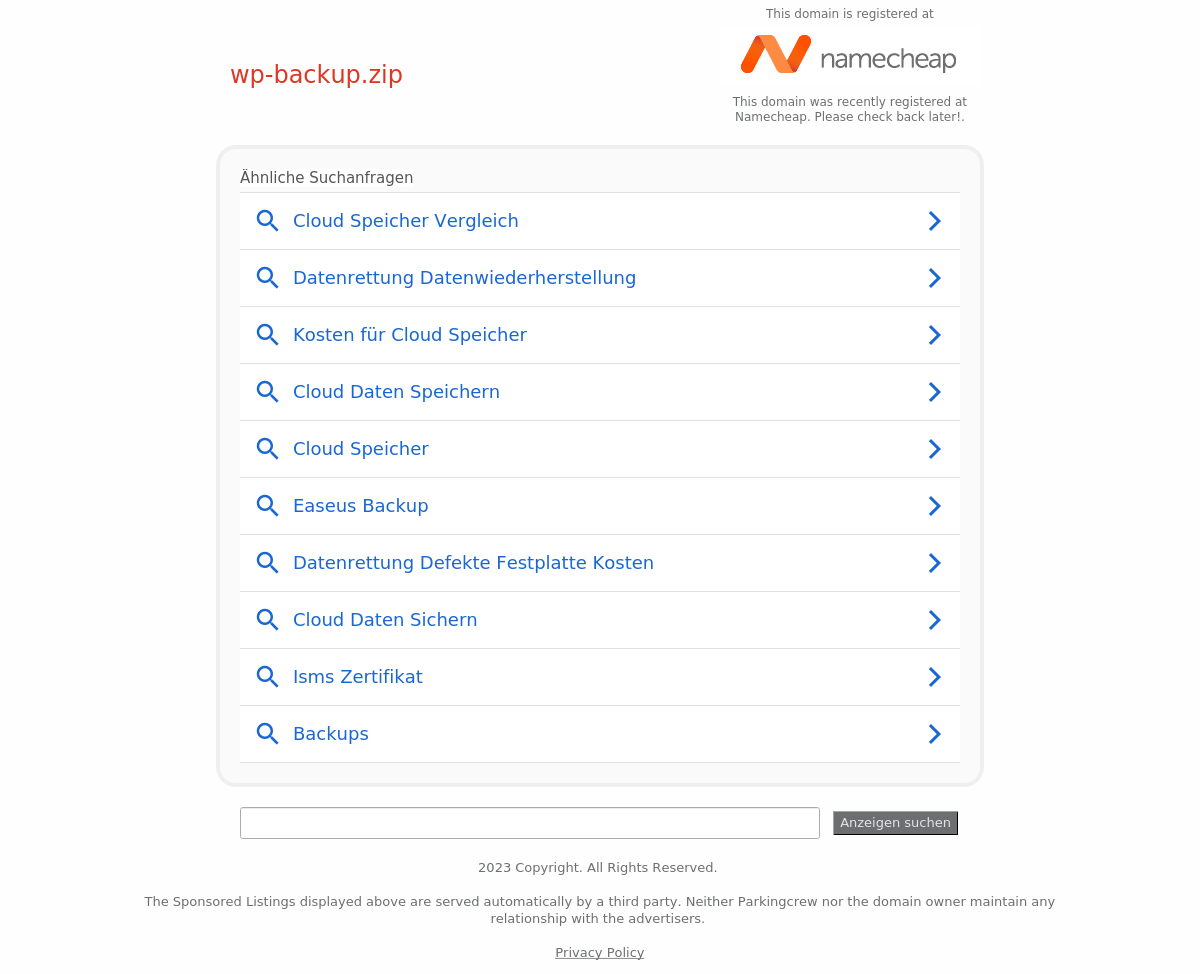 This domain is registered at
namecheap
wp-backup.zip
This domain was recently registered at
Namecheap. Please check back later!.
Ähnliche Suchanfragen
Cloud Speicher Vergleich
Datenrettung Datenwiederherstellung
Kosten für Cloud Speicher
Cloud Daten Speichern
Cloud Speicher
Easeus Backup
Datenrettung Defekte Festplatte Kosten
Cloud Daten Sichern
Isms Zertifikat
Backups
Anzeigen suchen
2023 Copyright. All Rights Reserved.
The Sponsored Listings displayed above are served automatically by a third party. Neither Parkingcrew nor the domain owner maintain any
relationship with the advertisers.
Privacy Policy